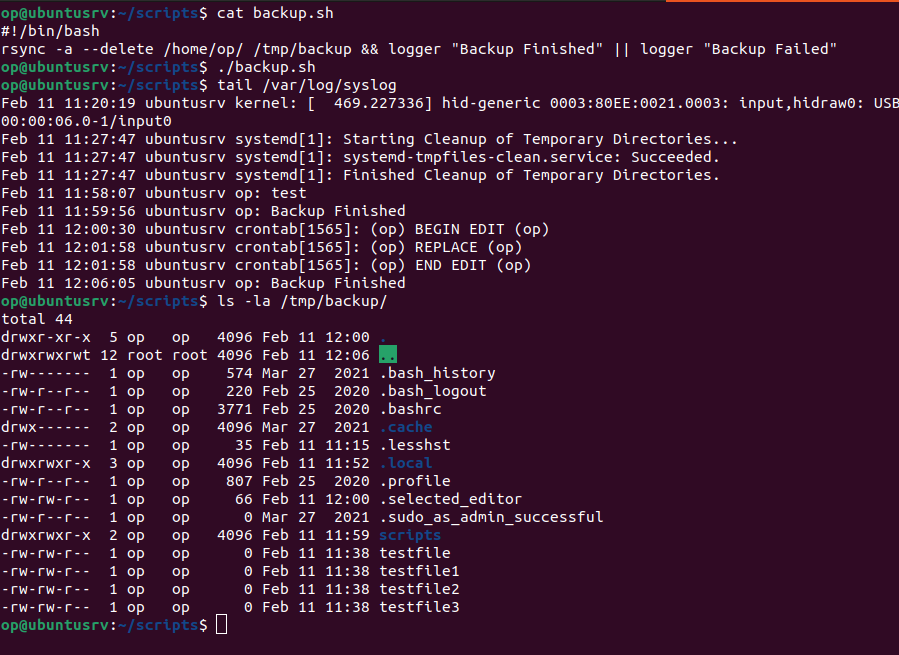 op@ubuntusrv:~/scripts$ cat backup.sh
#!/bin/bash
rsync -a --delete /home/op/ /tmp/backup && logger "Backup Finished" || logger "Backup Failed"
op@ubuntusrv:~/scripts$ ./backup.sh
op@ubuntusrv:~/scripts$ tail /var/log/syslog
Feb 11 11:20:19 ubuntusrv kernel: [  469.227336] hid-generic 0003:80EE:0021.0003: input,hidraw0: USB
00:00:06.0-1/input0
Feb 11 11:27:47 ubuntusrv systemd[1]: Starting Cleanup of Temporary Directories...
Feb 11 11:27:47 ubuntusrv systemd[1]: systemd-tmpfiles-clean.service: Succeeded.
Feb 11 11:27:47 ubuntusrv systemd[1]: Finished Cleanup of Temporary Directories.
Feb 11 11:58:07 ubuntusrv op: test
Feb 11 11:59:56 ubuntusrv op: Backup Finished
Feb 11 12:00:30 ubuntusrv crontab[1565]: (op) BEGIN EDIT (op)
Feb 11 12:01:58 ubuntusrv crontab[1565]: (op) REPLACE (op)
Feb 11 12:01:58 ubuntusrv crontab[1565]: (op) END EDIT (op)
Feb 11 12:06:05 ubuntusrv op: Backup Finished
op@ubuntusrv:~/scripts$ ls -la /tmp/backup/
total 44
drwxr-xr-x  5 op   op   4096 Feb 11 12:00 .
drwxrwxrwt 12 root root 4096 Feb 11 12:06 ..
-rw-------  1 op   op    574 Mar 27  2021 .bash_history
-rw-r--r--  1 op   op    220 Feb 25  2020 .bash_logout
-rw-r--r--  1 op   op   3771 Feb 25  2020 .bashrc
drwx------  2 op   op   4096 Mar 27  2021 .cache
-rw-------  1 op   op     35 Feb 11 11:15 .lesshst
drwxrwxr-x  3 op   op   4096 Feb 11 11:52 .local
-rw-r--r--  1 op   op    807 Feb 25  2020 .profile
-rw-rw-r--  1 op   op     66 Feb 11 12:00 .selected_editor
-rw-r--r--  1 op   op      0 Mar 27  2021 .sudo_as_admin_successful
drwxrwxr-x  2 op   op   4096 Feb 11 11:59 scripts
-rw-rw-r--  1 op   op      0 Feb 11 11:38 testfile
-rw-rw-r--  1 op   op      0 Feb 11 11:38 testfile1
-rw-rw-r--  1 op   op      0 Feb 11 11:38 testfile2
-rw-rw-r--  1 op   op      0 Feb 11 11:38 testfile3
op@ubuntusrv:~/scripts$